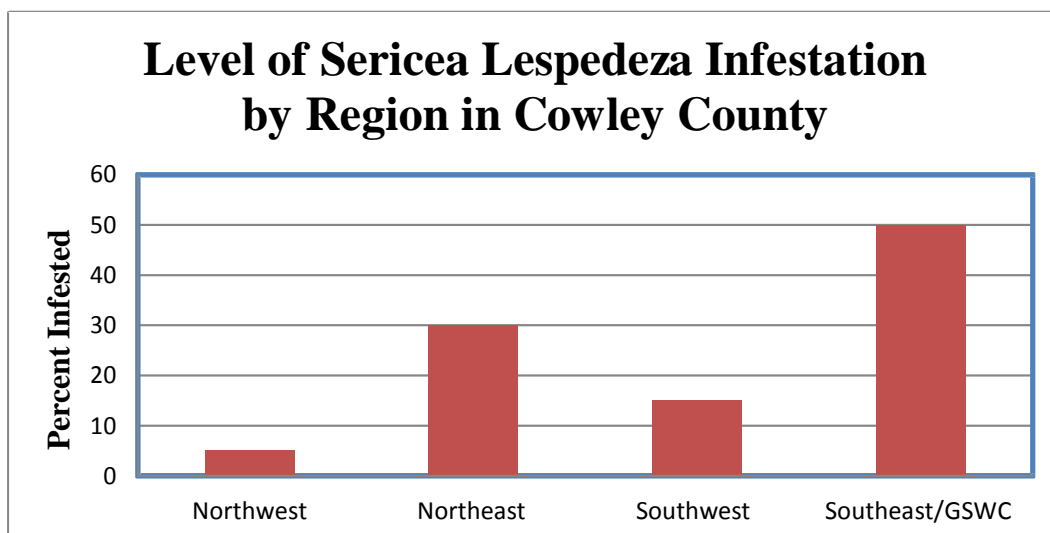 Level of Sericea Lespedeza Infestation
by Region in Cowley County
Percent Infested
60
50
40
30
20
10
0
Northwest Northeast Southwest Southeast/GSWC